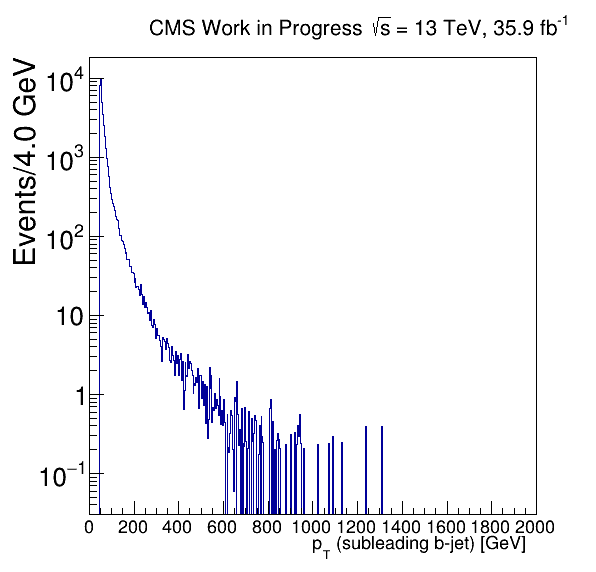 CMS Work in Progress √s = 13 TeV, 35.9 fb⁻¹
Events/4.0 GeV
10⁴
10³
10²
10
1
10⁻¹
0 200 400 600 800 1000 1200 1400 1600 1800 2000
p_T (subleading b-jet) [GeV]